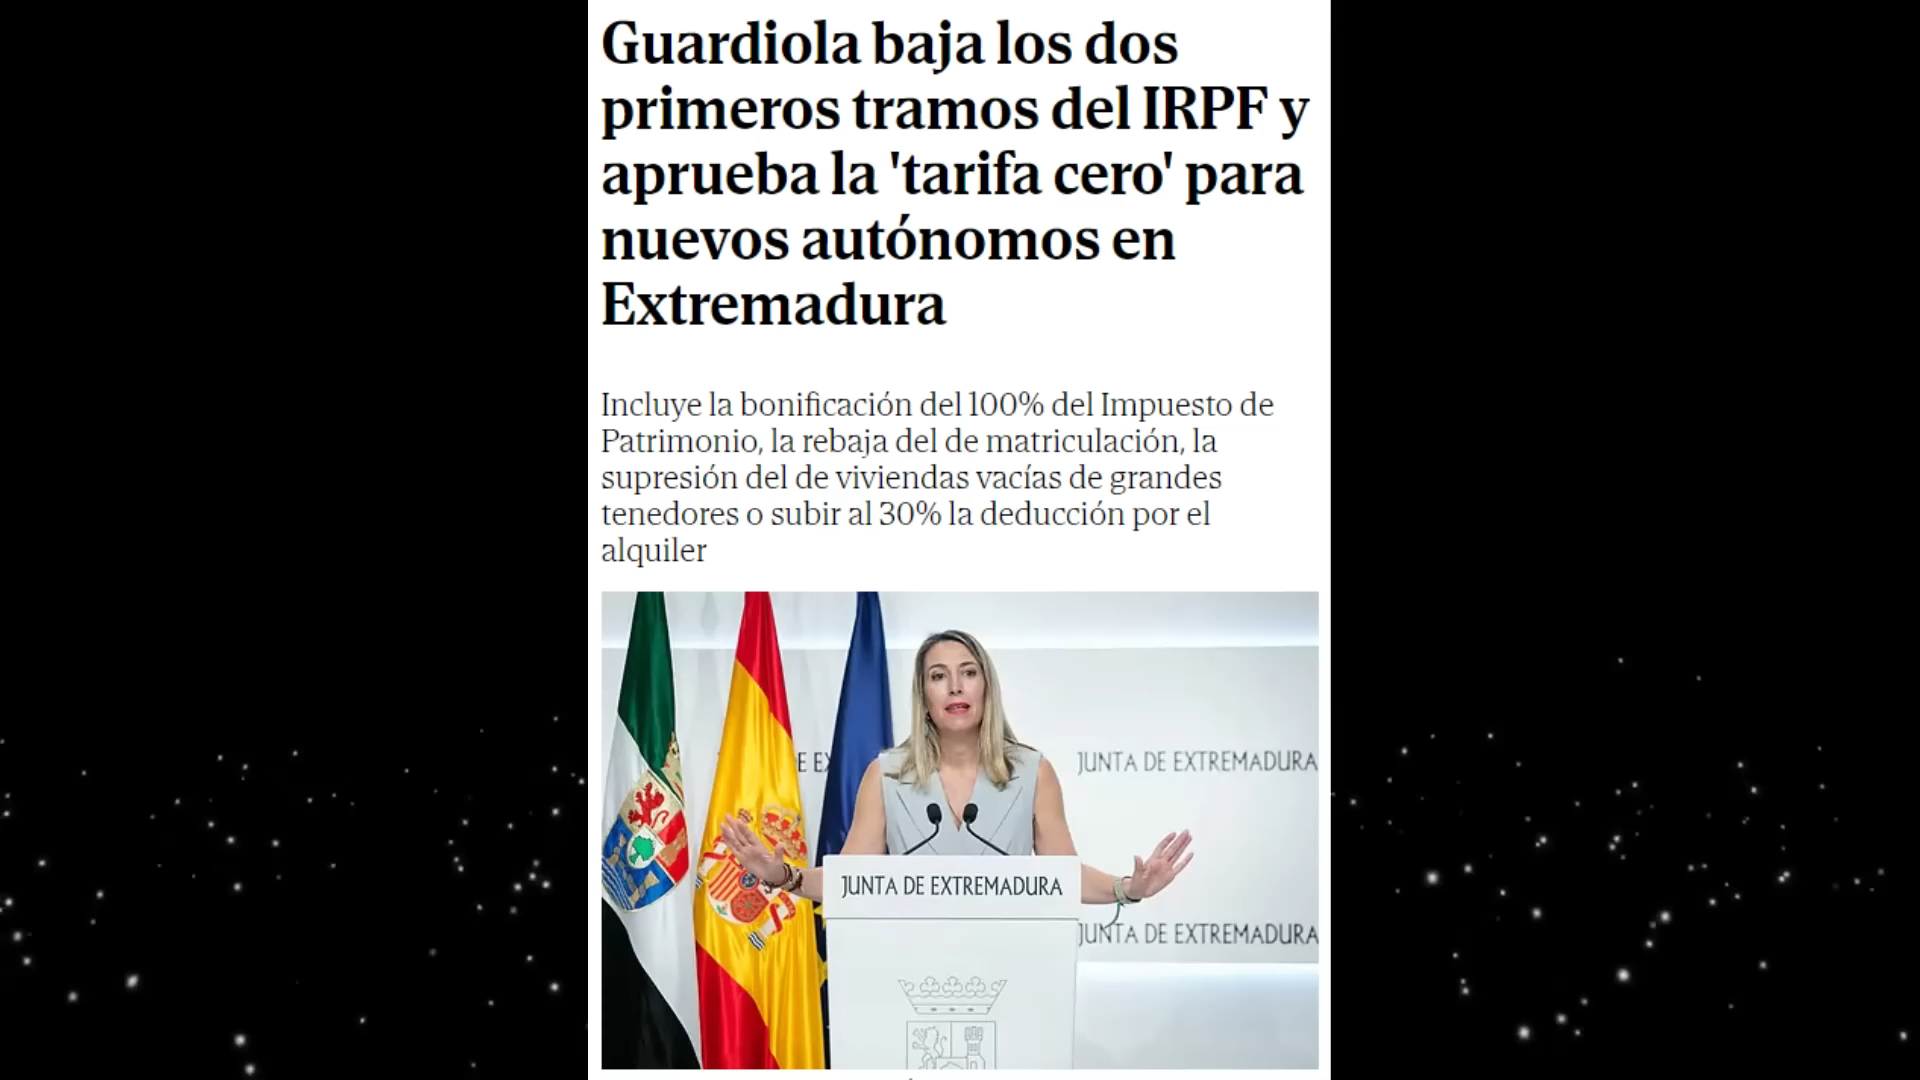 Guardiola baja los dos
primeros tramos del IRPF y
aprueba la 'tarifa cero' para
nuevos autónomos en
Extremadura
Incluye la bonificación del 100% del Impuesto de
Patrimonio, la rebaja del de matriculación, la
supresión del de viviendas vacías de grandes
tenedores o subir al 30% la deducción por el
alquiler
E EX
JUNTA DE EXTREMADURA
JUNTA DE EXTREMADURA
JUNTA DE EXTREMADURA